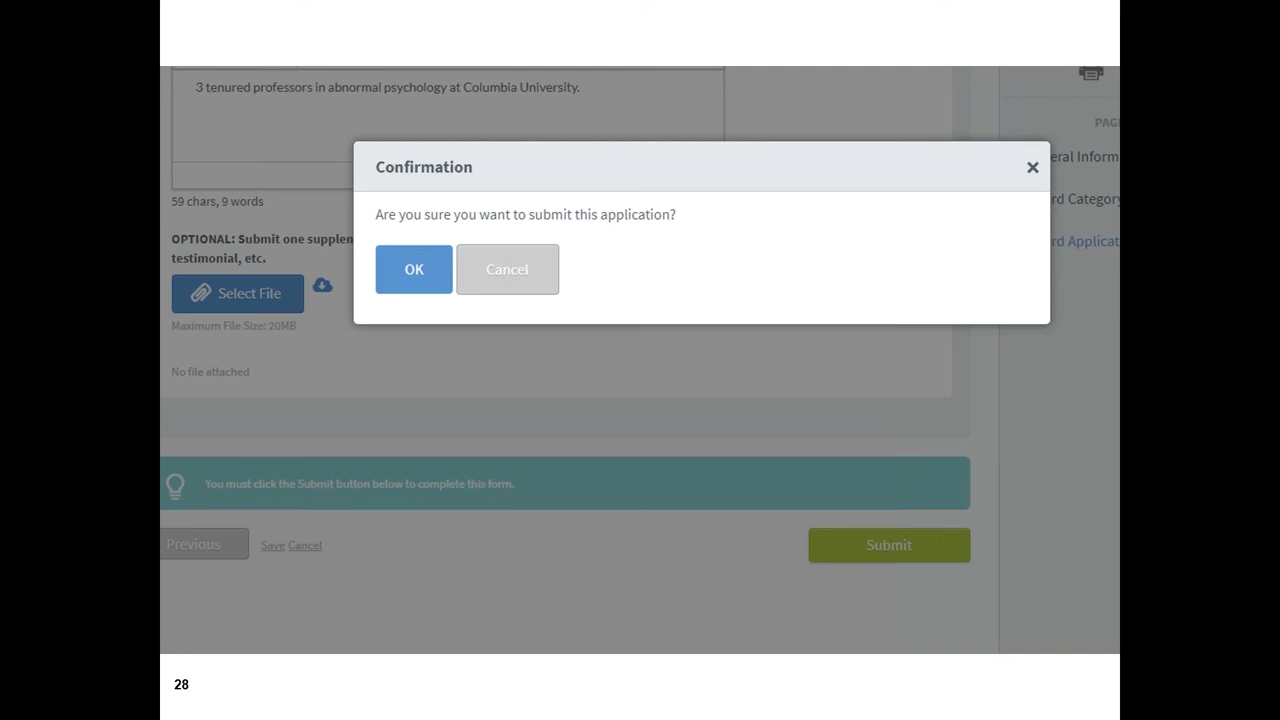 3 tenured professors in abnormal psychology at Columbia University.
PAG
Confirmation
eral Inform
Are you sure you want to submit this application?
59 chars, 9 words
rd Category
OPTIONAL: Submit one supplen
rd Applicat
testimonial, etc.
OK Cancel
Select File
Maximum File Size: 20MB
No file attached
You must click the Submit button below to complete this form.
Previous Save Cancel Submit
28